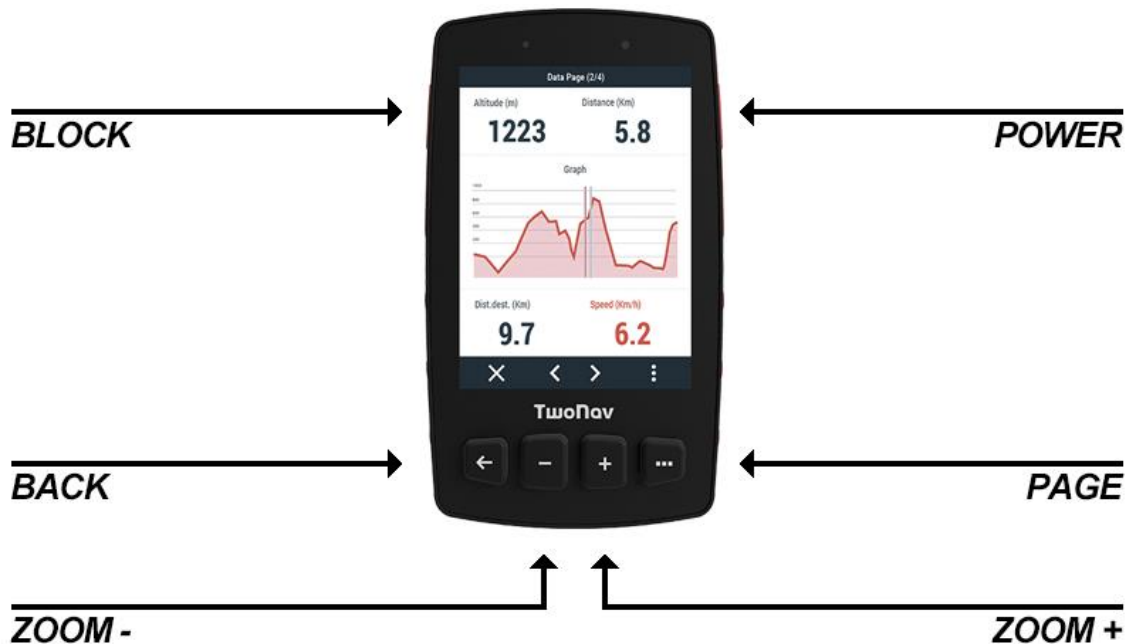 Data Page (2/4)
Altitude (m) Distance (Km)
1223 5.8
BLOCK
POWER
Graph
Dist.dest. (Km) Speed (Km/h)
9.7 6.2
TwoNav
BACK
PAGE
ZOOM -
ZOOM +